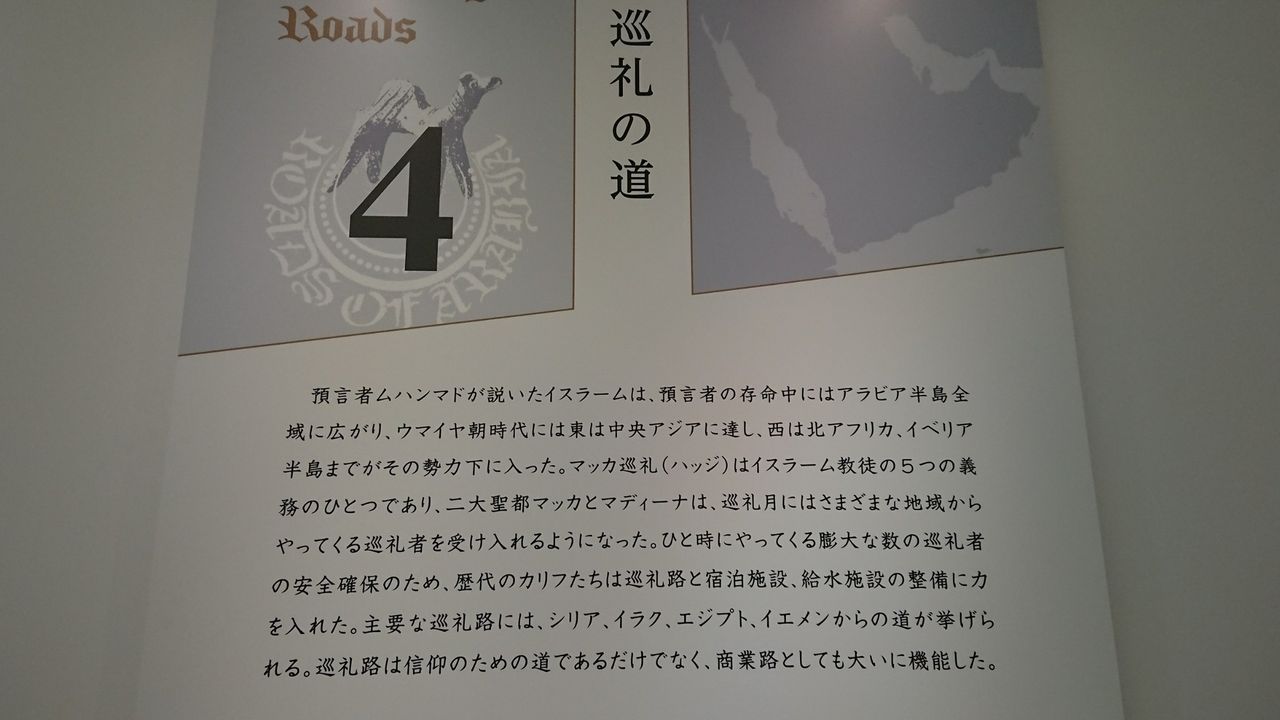 Roads
4
ROADS OF ARABIA
巡礼の道
預言者ムハンマドが説いたイスラームは、預言者の存命中にはアラビア半島全
域に広がり、ウマイヤ朝時代には東は中央アジアに達し、西は北アフリカ、イベリア
半島までがその勢力下に入った。マッカ巡礼（ハッジ）はイスラーム教徒の５つの義
務のひとつであり、二大聖都マッカとマディーナは、巡礼月にはさまざまな地域から
やってくる巡礼者を受け入れるようになった。ひと時にやってくる膨大な数の巡礼者
の安全確保のため、歴代のカリフたちは巡礼路と宿泊施設、給水施設の整備に力
を入れた。主要な巡礼路には、シリア、イラク、エジプト、イエメンからの道が挙げら
れる。巡礼路は信仰のための道であるだけでなく、商業路としても大いに機能した。